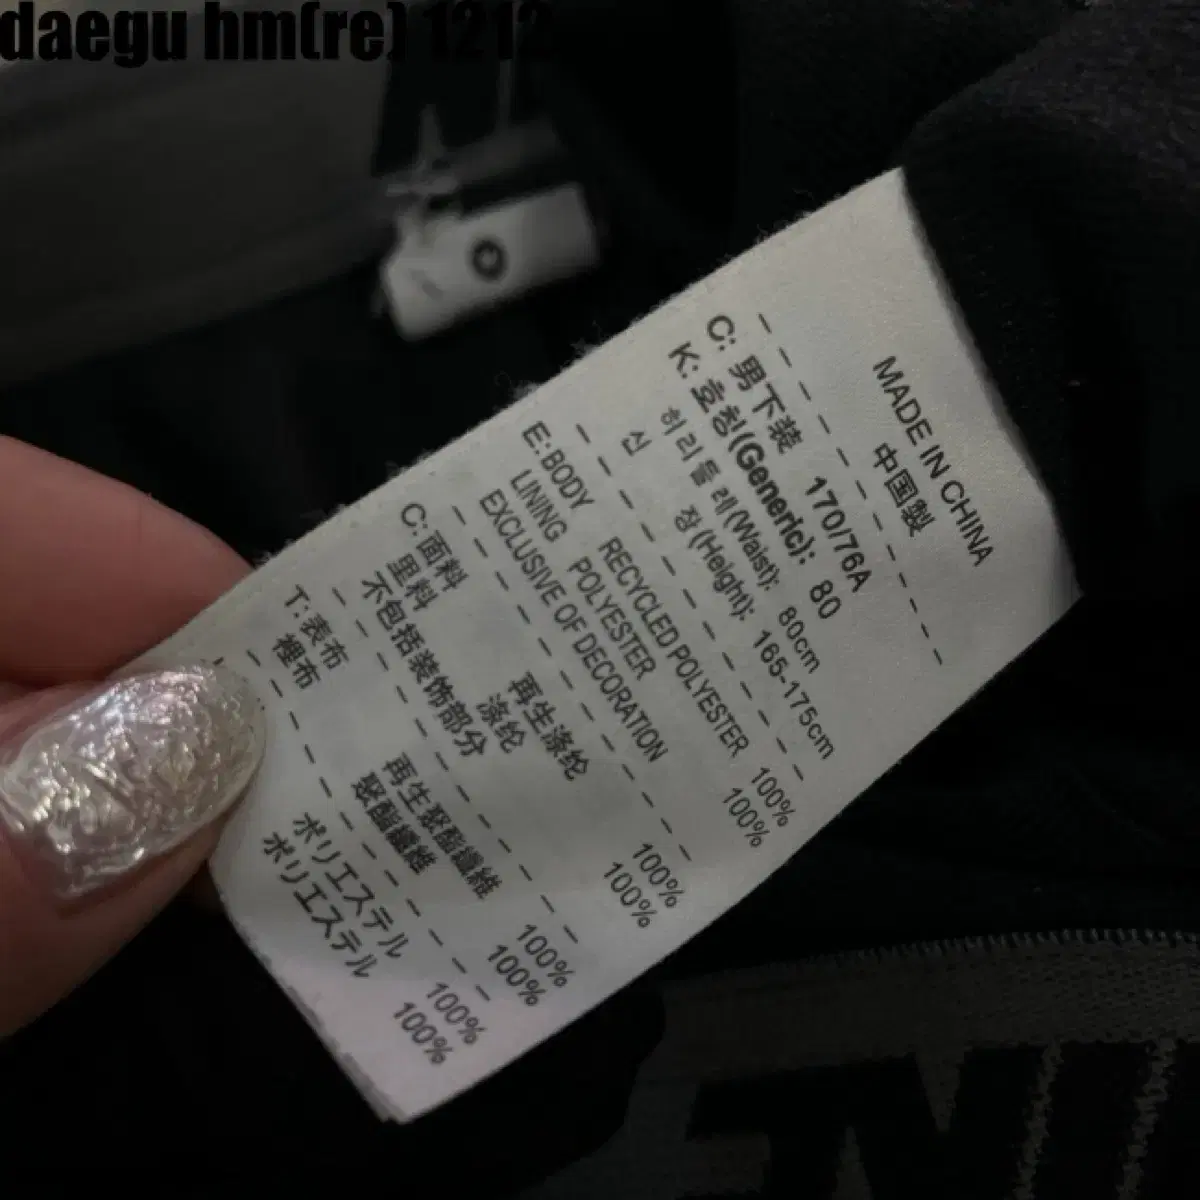 daegu hm(re) 1212
MADE IN CHINA
中国製
C: 男下装 170/76A
K: 호칭(Generic): 80
허리둘레(Waist): 80cm
신 장(Height): 165-175cm
E:BODY RECYCLED POLYESTER 100%
LINING POLYESTER 100%
EXCLUSIVE OF DECORATION
C:面料 再生涤纶 100%
里料 涤纶 100%
不包括装饰部分
T:表布 再生聚酯纖維 100%
裡布 聚酯纖維 100%
ポリエステル 100%
ポリエステル 100%